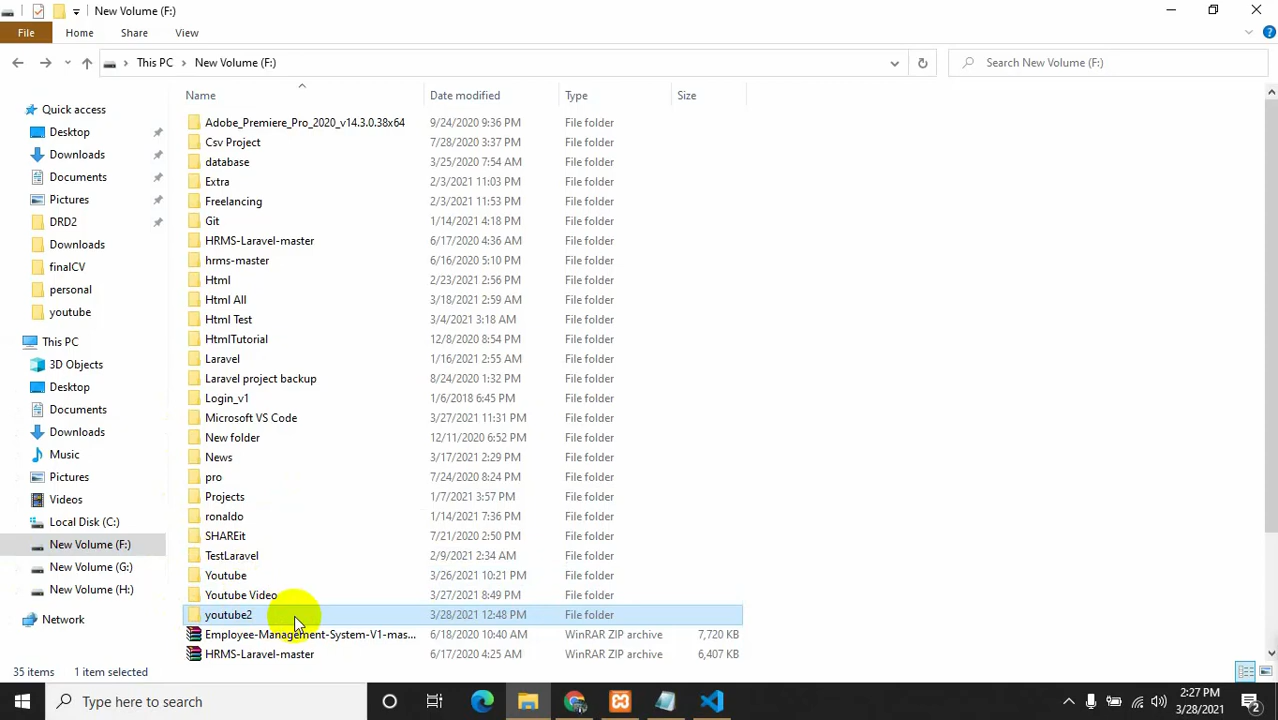 New Volume (F:)
File Home Share View
This PC New Volume (F:) Search New Volume (F:)
Name Date modified Type Size
Quick access
Desktop
Downloads
Documents
Pictures
DRD2
Downloads
finalCV
personal
youtube
This PC
3D Objects
Desktop
Documents
Downloads
Music
Pictures
Videos
Local Disk (C:)
New Volume (F:)
New Volume (G:)
New Volume (H:)
Network
Adobe_Premiere_Pro_2020_v14.3.0.38x64 9/24/2020 9:36 PM File folder
Csv Project 7/28/2020 3:37 PM File folder
database 3/25/2020 7:54 AM File folder
Extra 2/3/2021 11:03 PM File folder
Freelancing 2/3/2021 11:53 PM File folder
Git 1/14/2021 4:18 PM File folder
HRMS-Laravel-master 6/17/2020 4:36 AM File folder
hrms-master 6/16/2020 5:10 PM File folder
Html 2/23/2021 2:56 PM File folder
Html All 3/18/2021 2:59 AM File folder
Html Test 3/4/2021 3:18 AM File folder
HtmlTutorial 12/8/2020 8:54 PM File folder
Laravel 1/16/2021 2:55 AM File folder
Laravel project backup 8/24/2020 1:32 PM File folder
Login_v1 1/6/2018 6:45 PM File folder
Microsoft VS Code 3/27/2021 11:31 PM File folder
New folder 12/11/2020 6:52 PM File folder
News 3/17/2021 2:29 PM File folder
pro 7/24/2020 8:24 PM File folder
Projects 1/7/2021 3:57 PM File folder
ronaldo 1/14/2021 7:36 PM File folder
SHAREit 7/21/2020 2:50 PM File folder
TestLaravel 2/9/2021 2:34 AM File folder
Youtube 3/26/2021 10:21 PM File folder
Youtube Video 3/27/2021 8:49 PM File folder
youtube2 3/28/2021 12:48 PM File folder
Employee-Management-System-V1-mas... 6/18/2020 10:40 AM WinRAR ZIP archive 7,720 KB
HRMS-Laravel-master 6/17/2020 4:25 AM WinRAR ZIP archive 6,407 KB
35 items 1 item selected
Type here to search
2:27 PM
3/28/2021
2